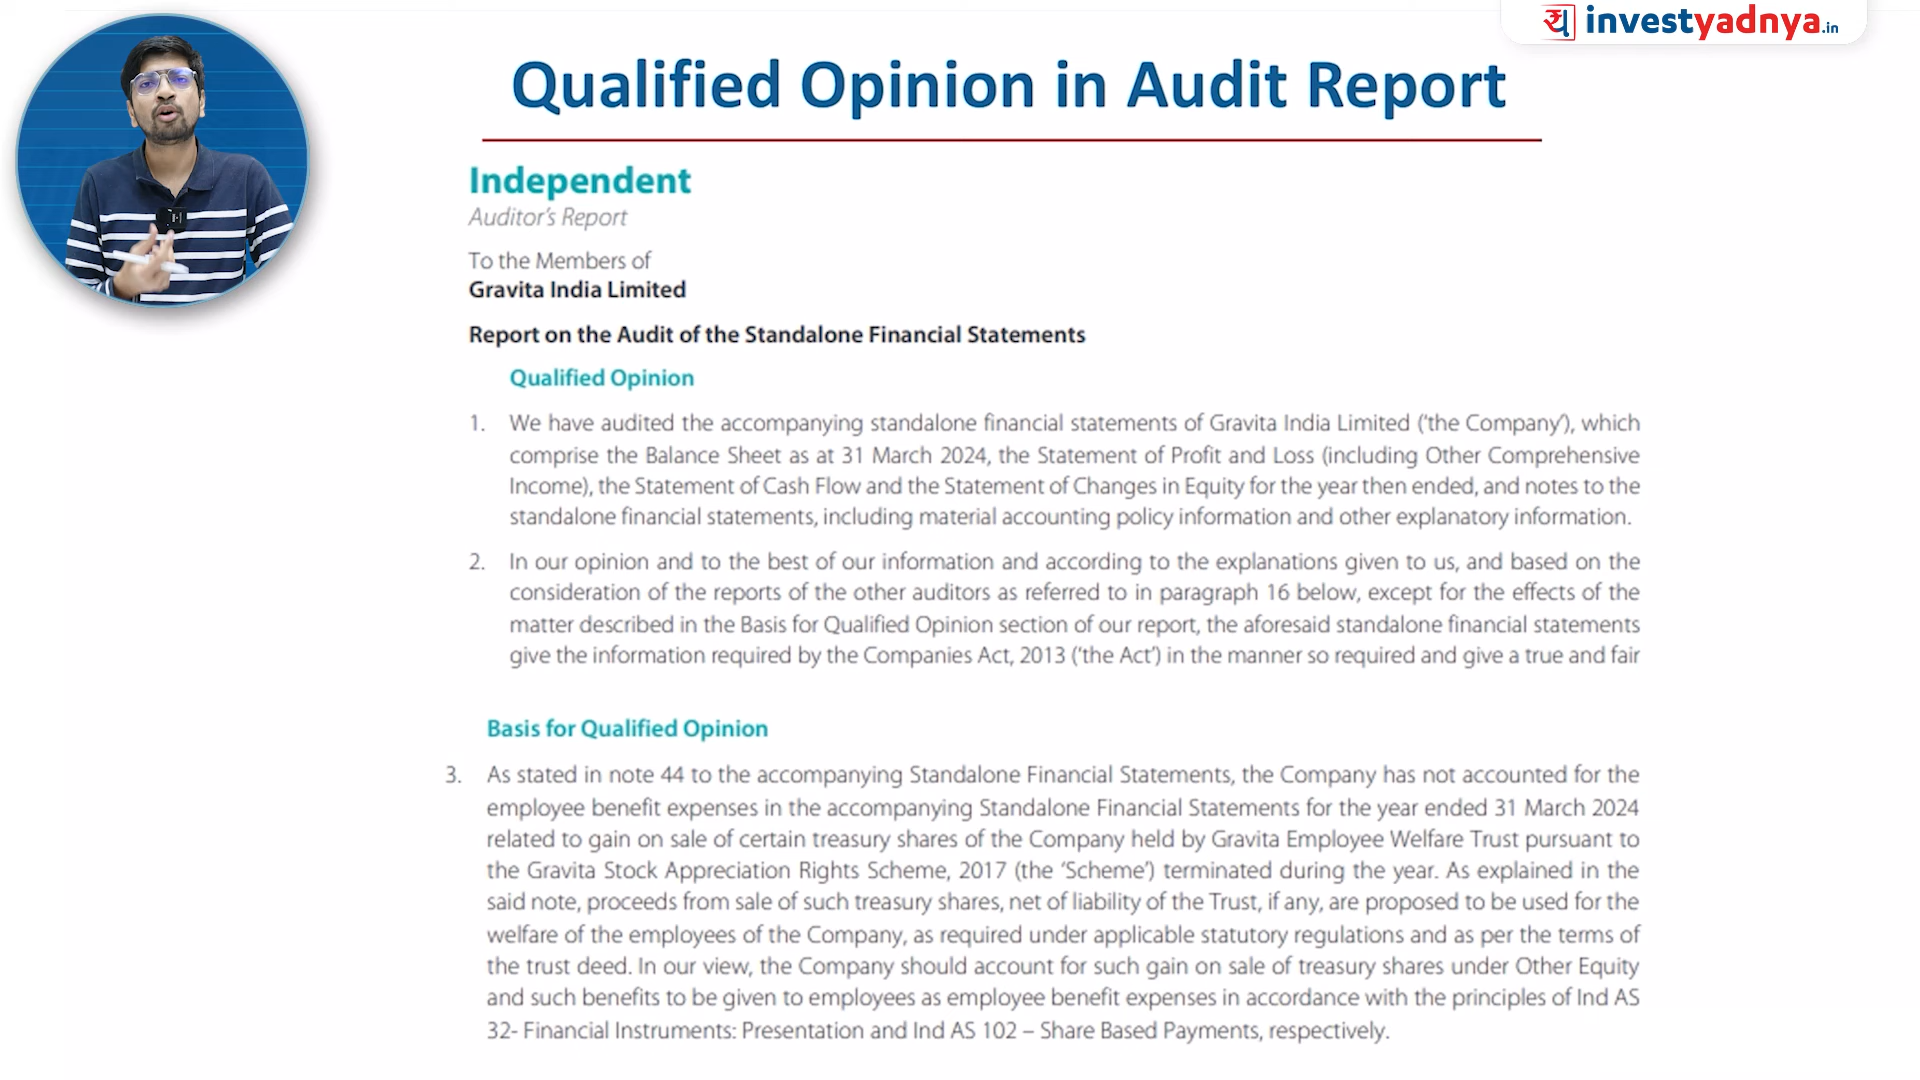 य investyadnya.in
Qualified Opinion in Audit Report
Independent
Auditor's Report
To the Members of
Gravita India Limited
Report on the Audit of the Standalone Financial Statements
Qualified Opinion
1. We have audited the accompanying standalone financial statements of Gravita India Limited ('the Company'), which
comprise the Balance Sheet as at 31 March 2024, the Statement of Profit and Loss (including Other Comprehensive
Income), the Statement of Cash Flow and the Statement of Changes in Equity for the year then ended, and notes to the
standalone financial statements, including material accounting policy information and other explanatory information.
2. In our opinion and to the best of our information and according to the explanations given to us, and based on the
consideration of the reports of the other auditors as referred to in paragraph 16 below, except for the effects of the
matter described in the Basis for Qualified Opinion section of our report, the aforesaid standalone financial statements
give the information required by the Companies Act, 2013 ('the Act') in the manner so required and give a true and fair
Basis for Qualified Opinion
3. As stated in note 44 to the accompanying Standalone Financial Statements, the Company has not accounted for the
employee benefit expenses in the accompanying Standalone Financial Statements for the year ended 31 March 2024
related to gain on sale of certain treasury shares of the Company held by Gravita Employee Welfare Trust pursuant to
the Gravita Stock Appreciation Rights Scheme, 2017 (the 'Scheme') terminated during the year. As explained in the
said note, proceeds from sale of such treasury shares, net of liability of the Trust, if any, are proposed to be used for the
welfare of the employees of the Company, as required under applicable statutory regulations and as per the terms of
the trust deed. In our view, the Company should account for such gain on sale of treasury shares under Other Equity
and such benefits to be given to employees as employee benefit expenses in accordance with the principles of Ind AS
32- Financial Instruments: Presentation and Ind AS 102 – Share Based Payments, respectively.